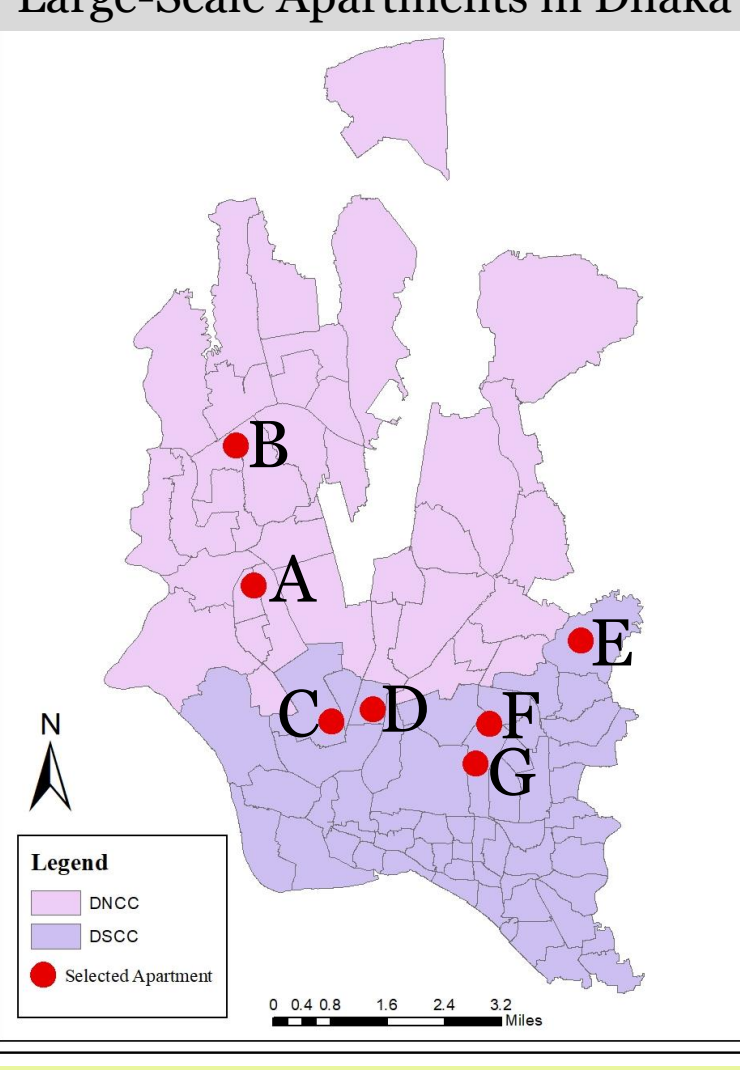 Large-Scale Apartments in Dhaka
B
A
E
C
D
F
G
N
Legend
DNCC
DSCC
Selected Apartment
0 0.4 0.8 1.6 2.4 3.2
Miles